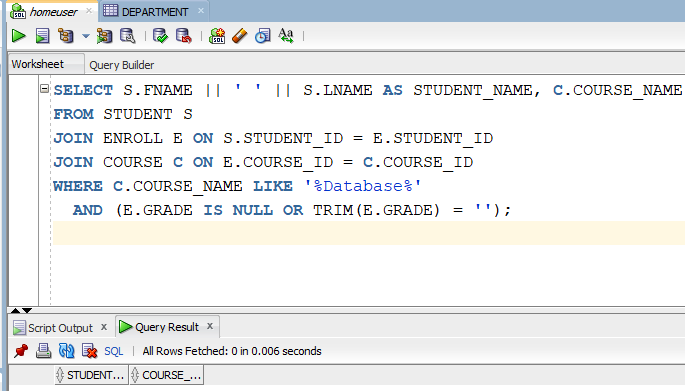 homeuser
DEPARTMENT
SQL
Aa
Worksheet Query Builder
SELECT S.FNAME || ' ' || S.LNAME AS STUDENT_NAME, C.COURSE_NAME
FROM STUDENT S
JOIN ENROLL E ON S.STUDENT_ID = E.STUDENT_ID
JOIN COURSE C ON E.COURSE_ID = C.COURSE_ID
WHERE C.COURSE_NAME LIKE '%Database%'
AND (E.GRADE IS NULL OR TRIM(E.GRADE) = '');
Script Output x Query Result x
SQL | All Rows Fetched: 0 in 0.006 seconds
STUDENT... COURSE_...